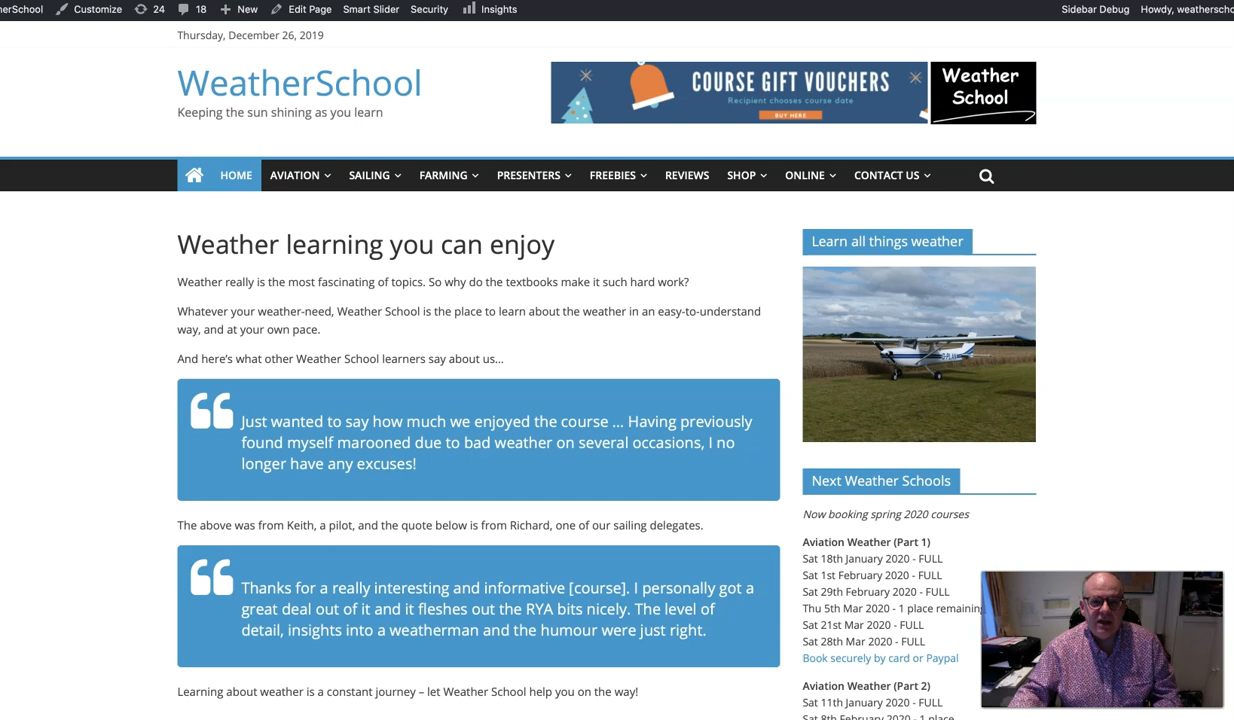 Customize 24 18 New Edit Page Smart Slider Security Insights Sidebar Debug
Thursday, December 26, 2019
WeatherSchool
Keeping the sun shining as you learn
COURSE GIFT VOUCHERS
Recipient chooses course date
BUY HERE
Weather
School
HOME AVIATION SAILING FARMING PRESENTERS FREEBIES REVIEWS SHOP ONLINE CONTACT US
Weather learning you can enjoy
Weather really is the most fascinating of topics. So why do the textbooks make it such hard work?
Whatever your weather-need, Weather School is the place to learn about the weather in an easy-to-understand
way, and at your own pace.
And here's what other Weather School learners say about us...
Just wanted to say how much we enjoyed the course ... Having previously
found myself marooned due to bad weather on several occasions, I no
longer have any excuses!
The above was from Keith, a pilot, and the quote below is from Richard, one of our sailing delegates.
Thanks for a really interesting and informative [course]. I personally got a
great deal out of it and it fleshes out the RYA bits nicely. The level of
detail, insights into a weatherman and the humour were just right.
Learning about weather is a constant journey – let Weather School help you on the way!
Learn all things weather
Next Weather Schools
Now booking spring 2020 courses
Aviation Weather (Part 1)
Sat 18th January 2020 - FULL
Sat 1st February 2020 - FULL
Sat 29th February 2020 - FULL
Thu 5th Mar 2020 - 1 place remaining
Sat 21st Mar 2020 - FULL
Sat 28th Mar 2020 - FULL
Book securely by card or Paypal
Aviation Weather (Part 2)
Sat 11th January 2020 - FULL
Sat 8th February 2020 - 1 place